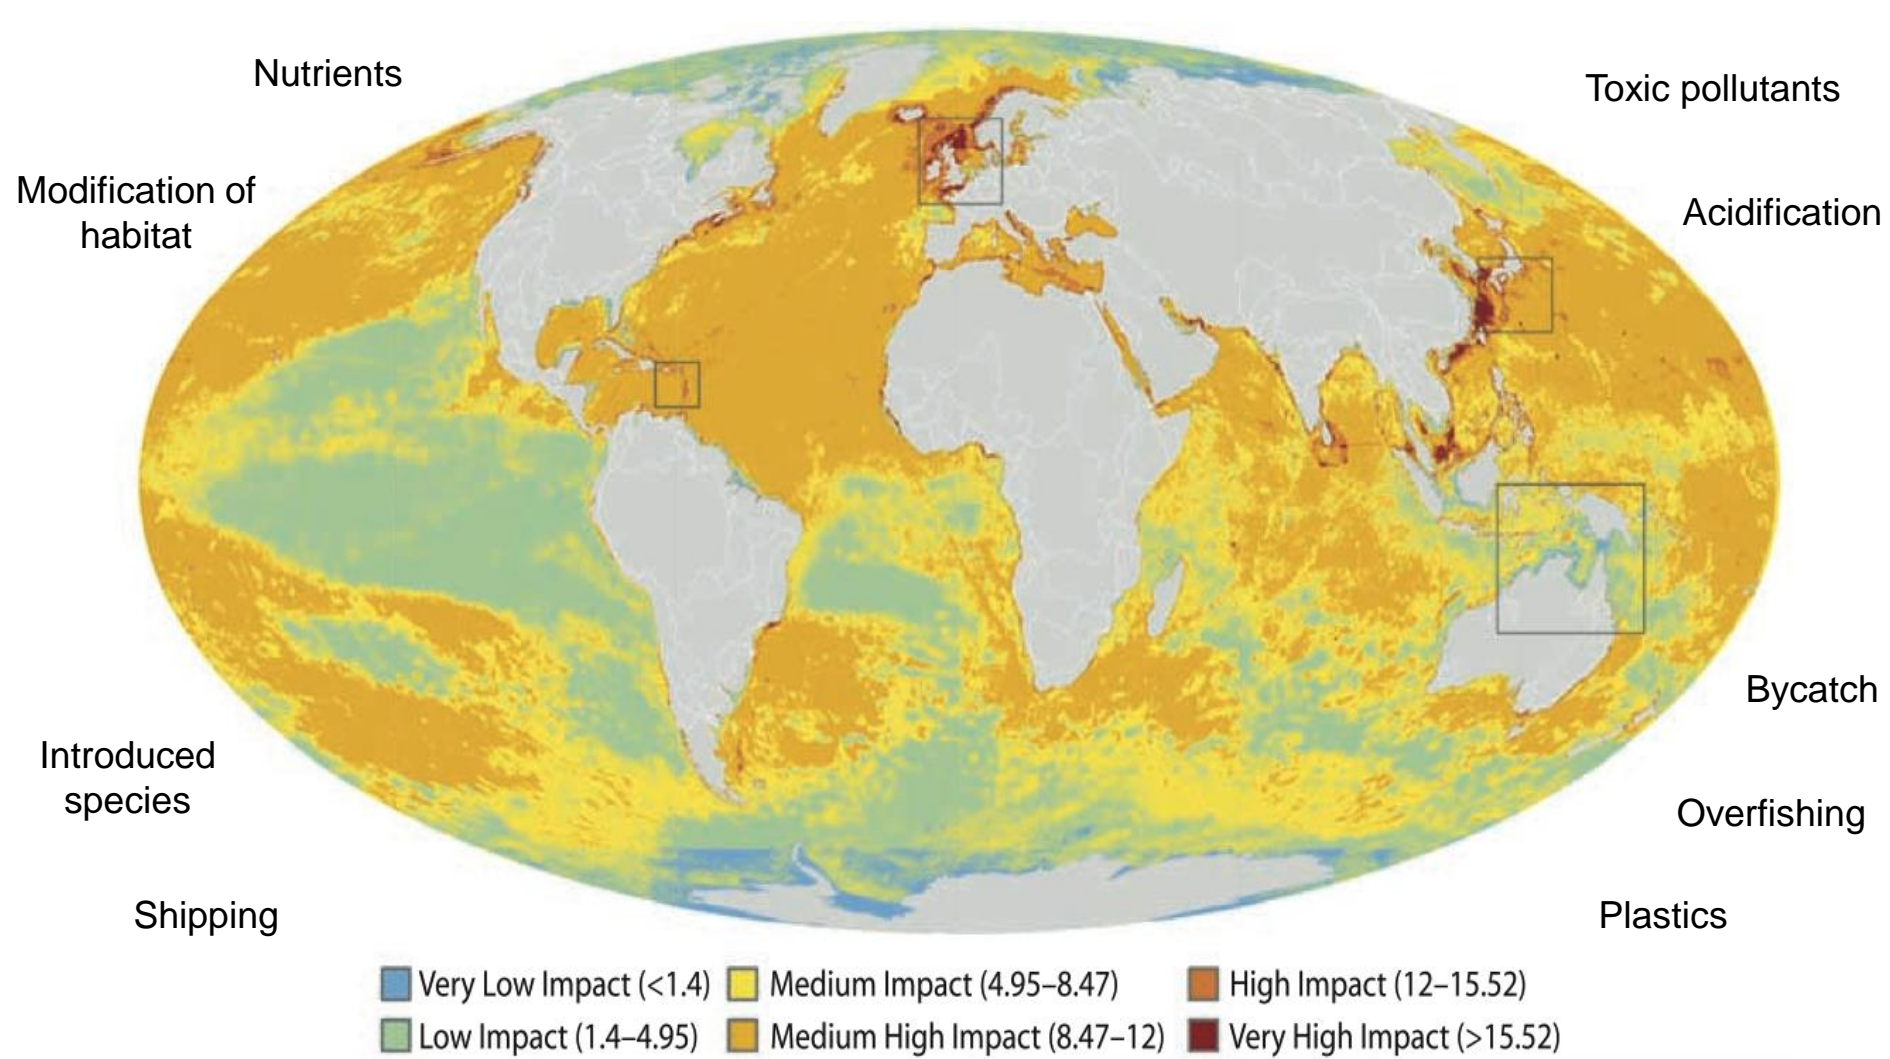 Nutrients
Toxic pollutants
Modification of
habitat
Acidification
Bycatch
Introduced
species
Overfishing
Shipping
Plastics
Very Low Impact (<1.4)
Medium Impact (4.95–8.47)
High Impact (12–15.52)
Low Impact (1.4–4.95)
Medium High Impact (8.47–12)
Very High Impact (>15.52)